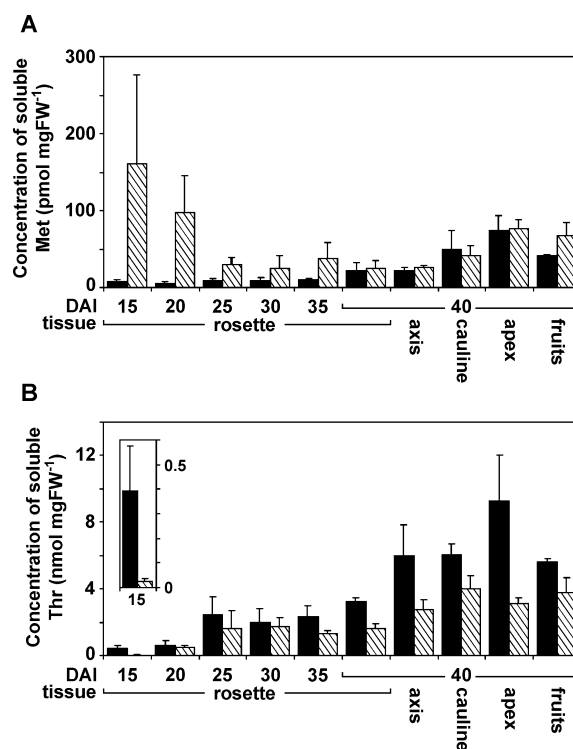 A
Concentration of soluble
Met (pmol mgFW-1)
300
200
100
0
DAI 15 20 25 30 35 40
tissue rosette axis cauline apex fruits
B
Concentration of soluble
Thr (nmol mgFW-1)
12
8
4
0
0.5
0
15
DAI 15 20 25 30 35 40
tissue rosette axis cauline apex fruits